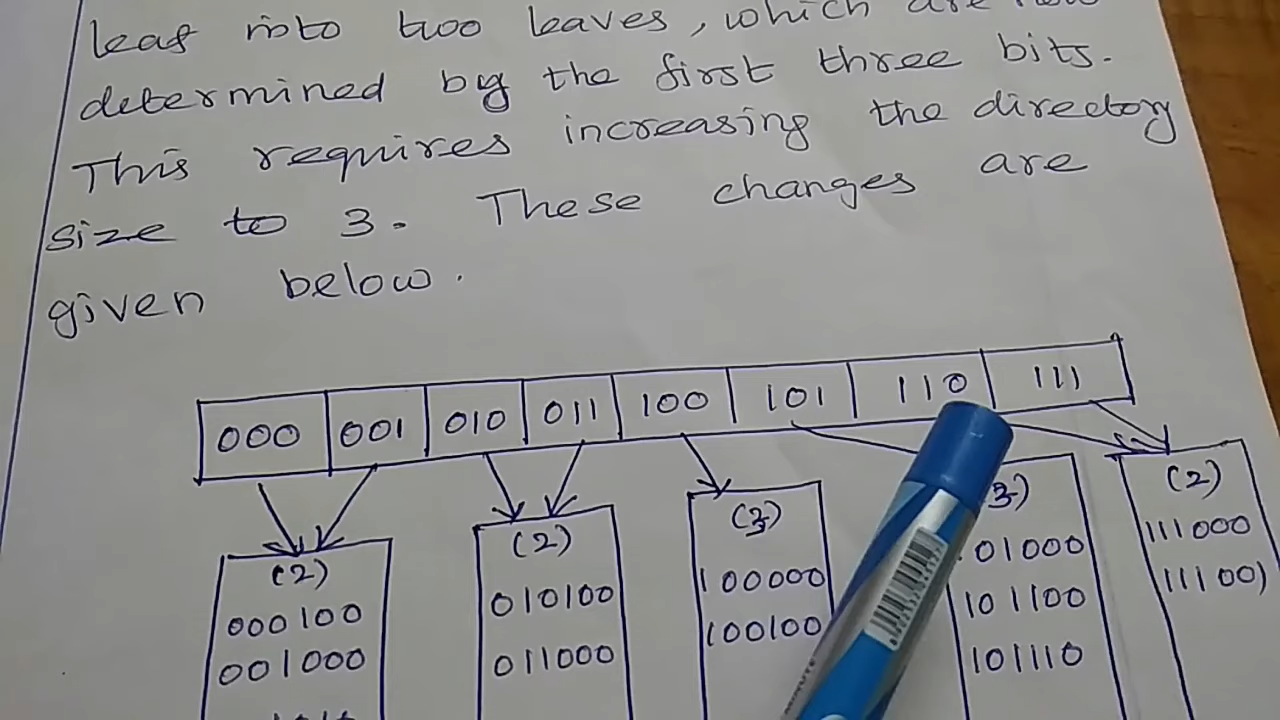 leaf into two leaves, which are now
determined by the first three bits.
This requires increasing the directory
size to 3. These changes are
given below.
000 001 010 011 100 101 110 111
(2) (2) (3) 3) (2)
000100 010100 100000 01000 111000
001000 011000 100100 101100 111001
101110